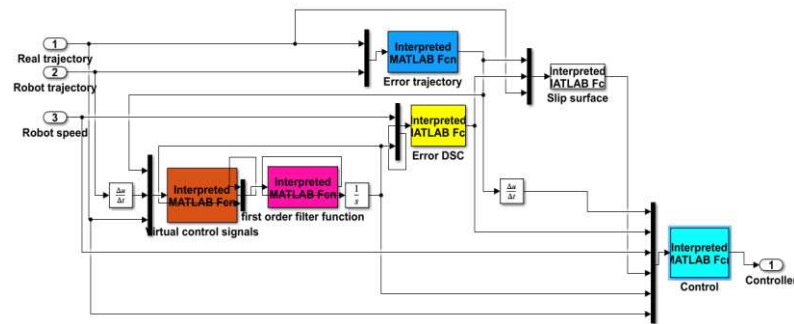 1
Real trajectory
2
Robot trajectory
3
Robot speed
Interpreted
MATLAB Fcn
Error trajectory
Interpreted
MATLAB Fc
Slip surface
Interpreted
MATLAB Fc
Error DSC
Δu
Δt
Interpreted
MATLAB Fcn
Virtual control signals
Interpreted
MATLAB Fcn
first order filter function
1
s
Δu
Δt
Interpreted
MATLAB Fcn
Control
1
Controller